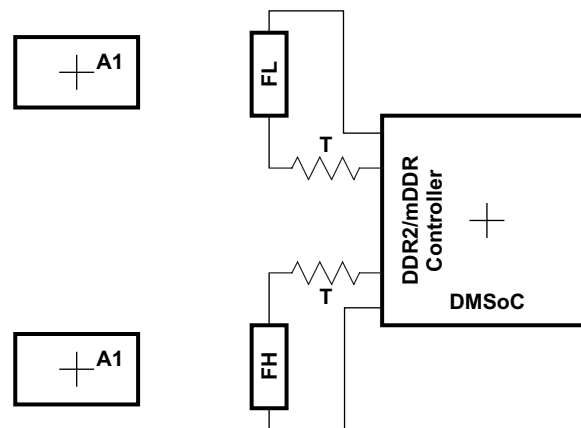 A1
FL
T
DDR2/mDDR
Controller
DMSoC
T
A1
FH